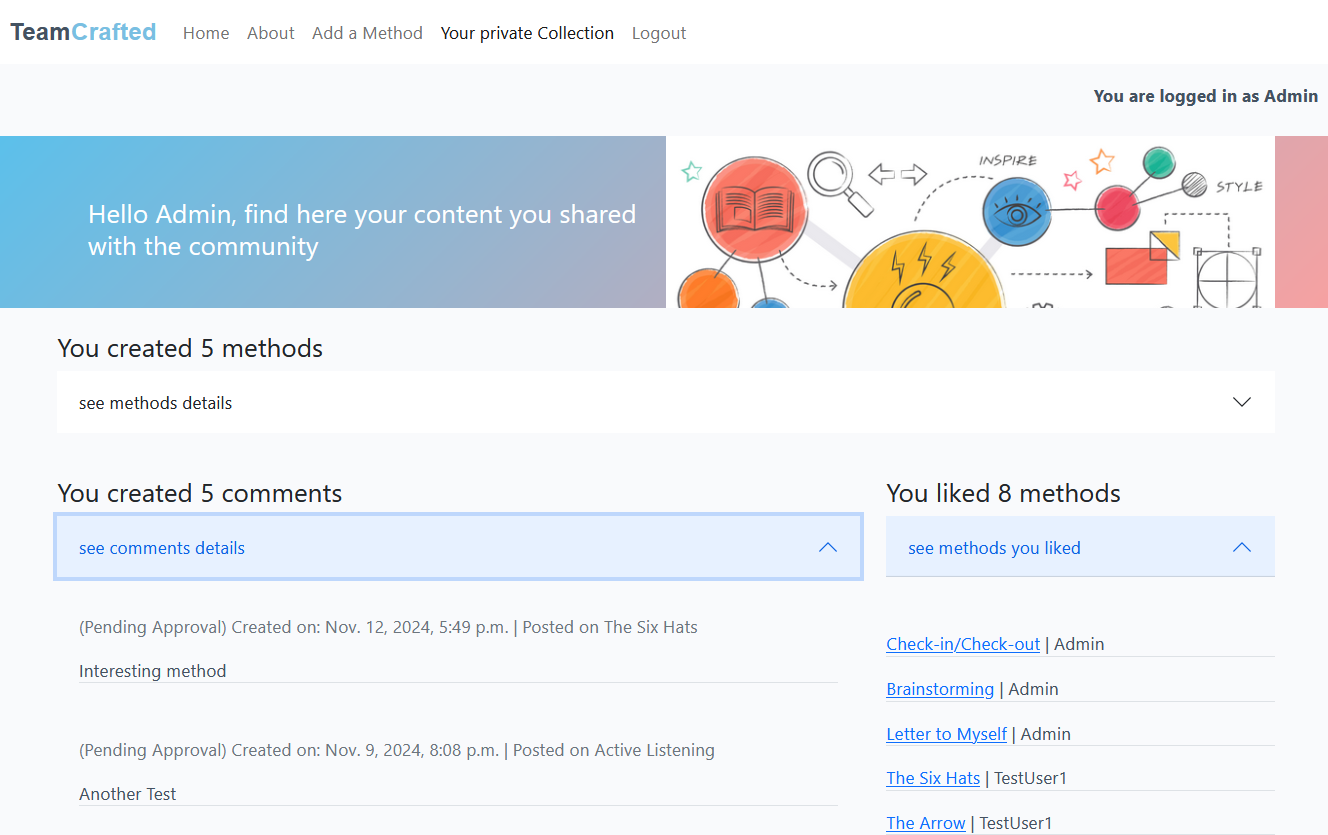 TeamCrafted Home About Add a Method Your private Collection Logout
You are logged in as Admin
Hello Admin, find here your content you shared
with the community
INSPIRE
STYLE
You created 5 methods
see methods details
You created 5 comments
see comments details
(Pending Approval) Created on: Nov. 12, 2024, 5:49 p.m. | Posted on The Six Hats
Interesting method
(Pending Approval) Created on: Nov. 9, 2024, 8:08 p.m. | Posted on Active Listening
Another Test
You liked 8 methods
see methods you liked
Check-in/Check-out | Admin
Brainstorming | Admin
Letter to Myself | Admin
The Six Hats | TestUser1
The Arrow | TestUser1